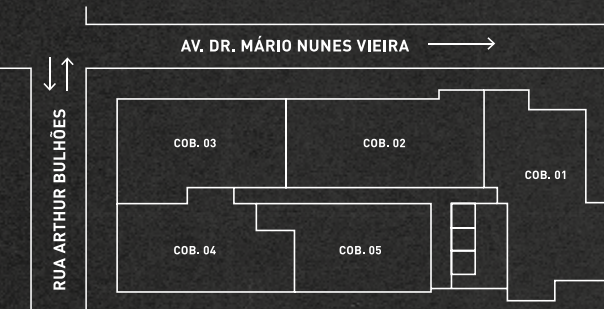 AV. DR. MÁRIO NUNES VIEIRA
RUA ARTHUR BULHÕES
COB. 03
COB. 02
COB. 01
COB. 04
COB. 05